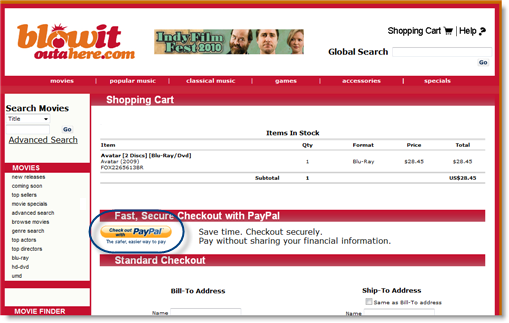 blowit
outahere.com
Indy Film
Fest 2010
Shopping Cart | Help ?
Global Search
Go
movies | popular music | classical music | games | accessories | specials
Search Movies
Title
Go
Advanced Search
MOVIES
new releases
coming soon
top sellers
movie specials
advanced search
browse movies
genre search
top actors
top directors
blu-ray
hd-dvd
umd
MOVIE FINDER
Shopping Cart
Items In Stock
Item Qty Format Price Total
Avatar [2 Discs] [Blu-Ray/Dvd] 1 Blu-Ray $28.45 $28.45
Avatar (2009)
FOX2265613BR
Subtotal 1 US$28.45
Fast, Secure Checkout with PayPal
Check out
with PayPal
The safer, easier way to pay
Save time. Checkout securely.
Pay without sharing your financial information.
Standard Checkout
Bill-To Address Ship-To Address
Same as Bill-To address
Name Name